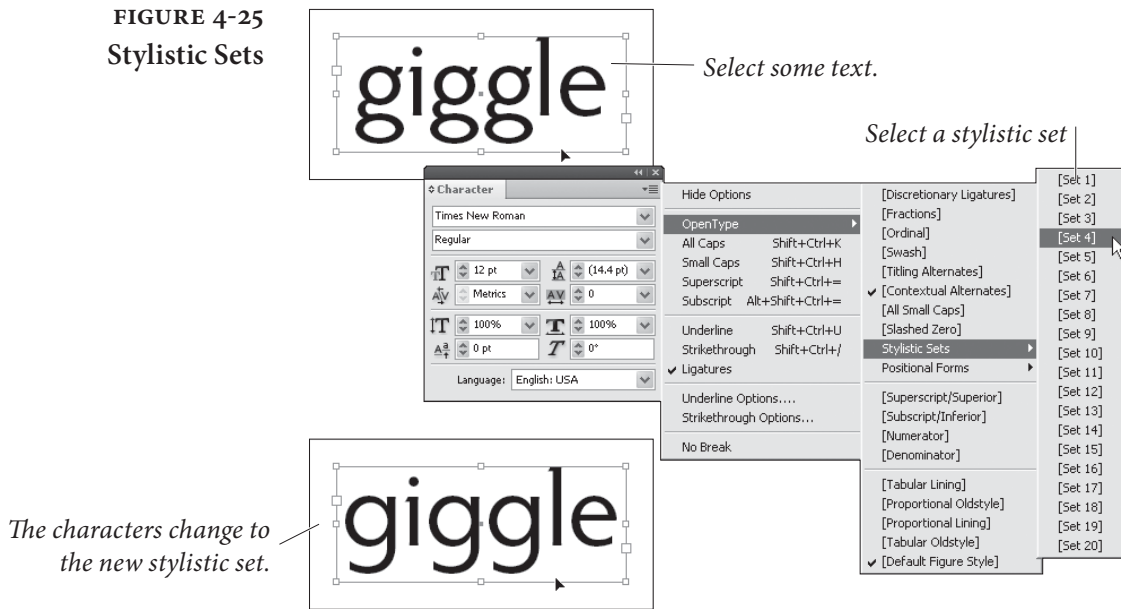 FIGURE 4-25
Stylistic Sets
giggle
Select some text.
Select a stylistic set
Character
Times New Roman
Regular
12 pt
(14.4 pt)
Metrics
0
100%
100%
0 pt
0°
Language: English: USA
Hide Options
OpenType
All Caps Shift+Ctrl+K
Small Caps Shift+Ctrl+H
Superscript Shift+Ctrl+=
Subscript Alt+Shift+Ctrl+=
Underline Shift+Ctrl+U
Strikethrough Shift+Ctrl+/
Ligatures
Underline Options....
Strikethrough Options...
No Break
[Discretionary Ligatures]
[Fractions]
[Ordinal]
[Swash]
[Titling Alternates]
[Contextual Alternates]
[All Small Caps]
[Slashed Zero]
Stylistic Sets
Positional Forms
[Superscript/Superior]
[Subscript/Inferior]
[Numerator]
[Denominator]
[Tabular Lining]
[Proportional Oldstyle]
[Proportional Lining]
[Tabular Oldstyle]
[Default Figure Style]
[Set 1]
[Set 2]
[Set 3]
[Set 4]
[Set 5]
[Set 6]
[Set 7]
[Set 8]
[Set 9]
[Set 10]
[Set 11]
[Set 12]
[Set 13]
[Set 14]
[Set 15]
[Set 16]
[Set 17]
[Set 18]
[Set 19]
[Set 20]
The characters change to
the new stylistic set.
giggle